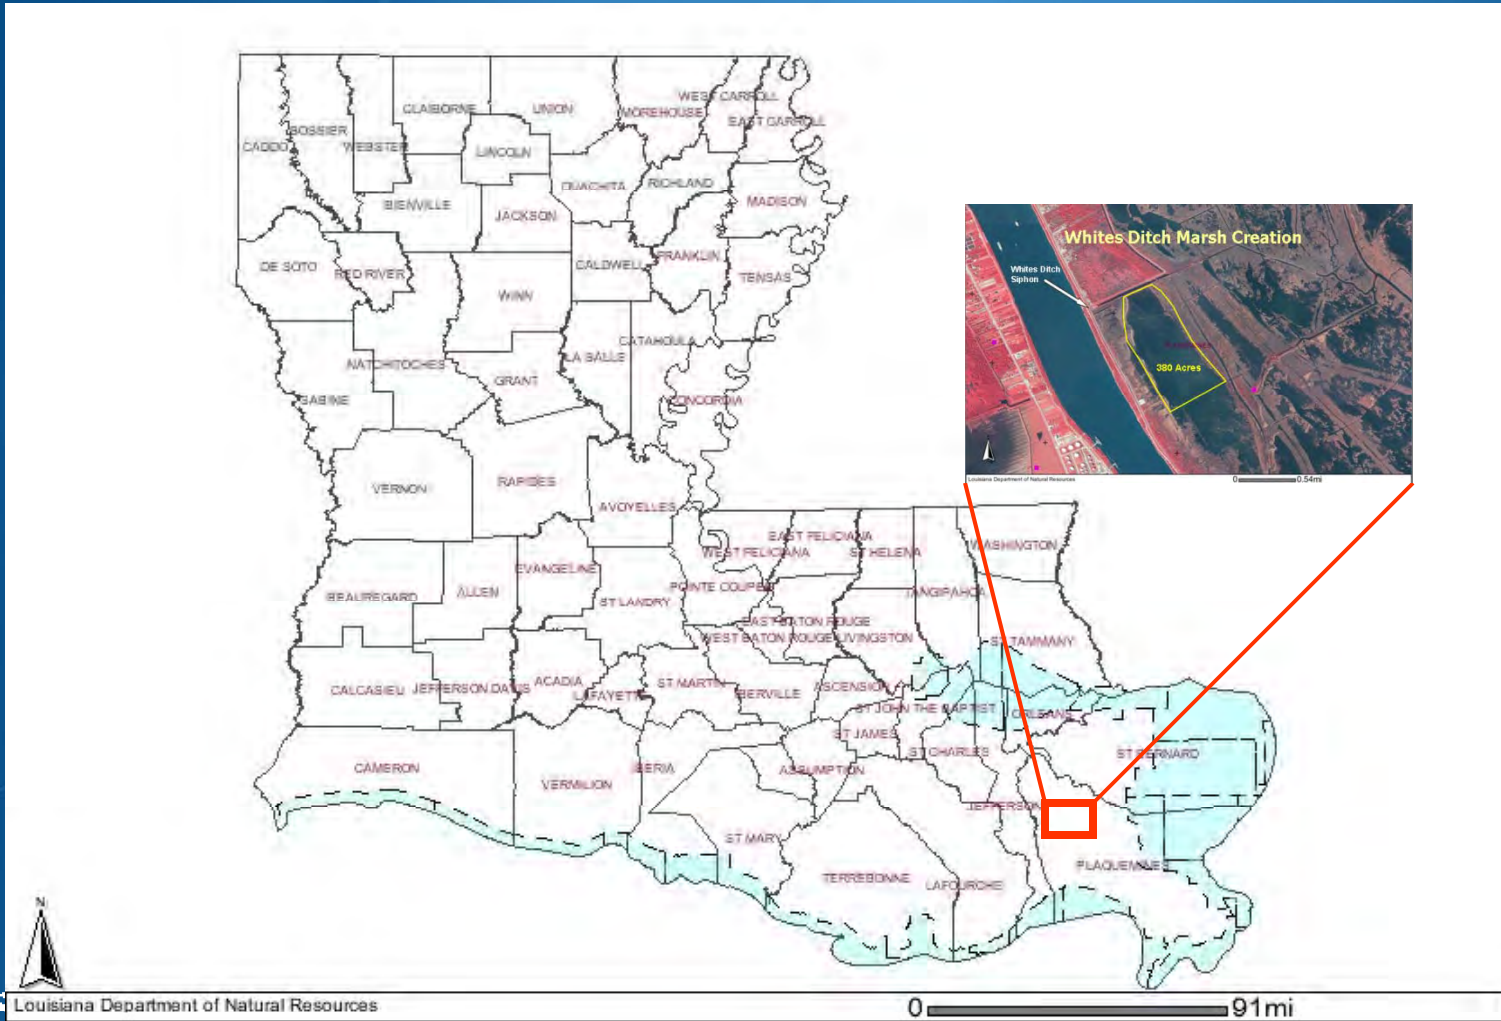 WEST CARROLL
CLAIBORNE
UNION
MOREHOUSE
EAST CARROLL
BOSSIER
CADDO
WEBSTER
LINCOLN
OUACHITA
RICHLAND
BIENVILLE
JACKSON
MADISON
DE SOTO
RED RIVER
CALDWELL
FRANKLIN
TENSAS
WINN
NATCHITOCHES
GRANT
LA SALLE
CATAHOULA
SABINE
CONCORDIA
VERNON
RAPIDES
AVOYELLES
Whites Ditch Marsh Creation
Whites Ditch
Siphon
380 Acres
Louisiana Department of Natural Resources
0 0.54mi
EAST FELICIANA
WEST FELICIANA
ST HELENA
WASHINGTON
EVANGELINE
BEAUREGARD
ALLEN
ST LANDRY
POINTE COUPEE
TANGIPAHOA
EAST BATON ROUGE
WEST BATON ROUGE
LIVINGSTON
ST TAMMANY
CALCASIEU
JEFFERSON DAVIS
ACADIA
LAFAYETTE
ST MARTIN
IBERVILLE
ASCENSION
ST JOHN THE BAPTIST
ORLEANS
ST JAMES
ST CHARLES
ST BERNARD
CAMERON
VERMILION
IBERIA
ASSUMPTION
JEFFERSON
ST MARY
TERREBONNE
LAFOURCHE
PLAQUEMINES
N
Louisiana Department of Natural Resources
0 91mi